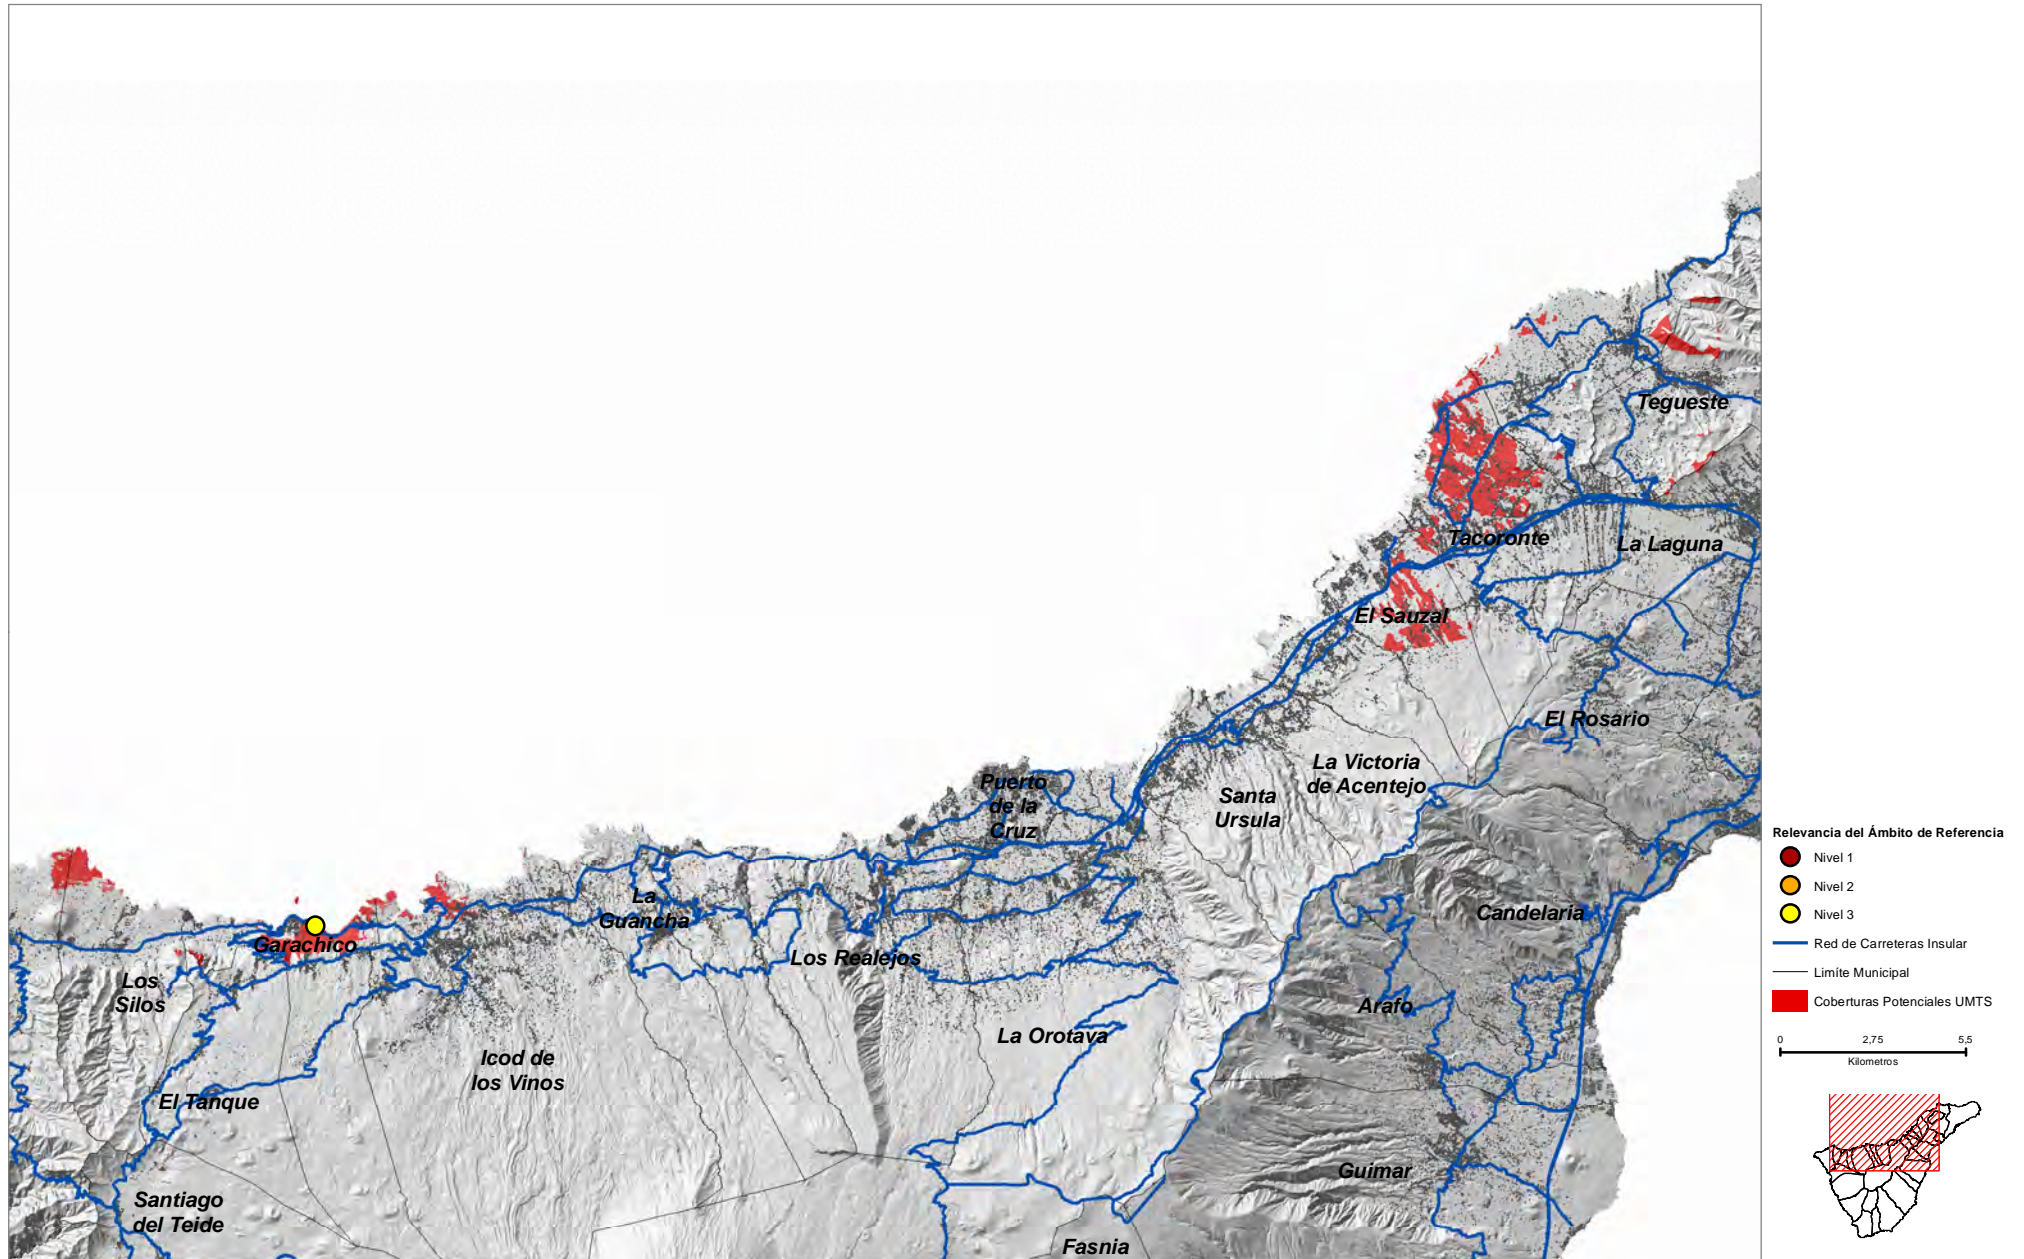 Tegueste
Tacoronte
La Laguna
El Sauzal
El Rosario
La Victoria
de Acentejo
Puerto
de la
Cruz
Santa
Ursula
La
Guancha
Candelaria
Garachico
Los Realejos
Los
Silos
Arafo
La Orotava
Icod de
los Vinos
El Tanque
Guimar
Santiago
del Teide
Fasnia
Relevancia del Ámbito de Referencia
Nivel 1
Nivel 2
Nivel 3
Red de Carreteras Insular
Limíte Municipal
Coberturas Potenciales UMTS
0 2,75 5,5
Kilometros